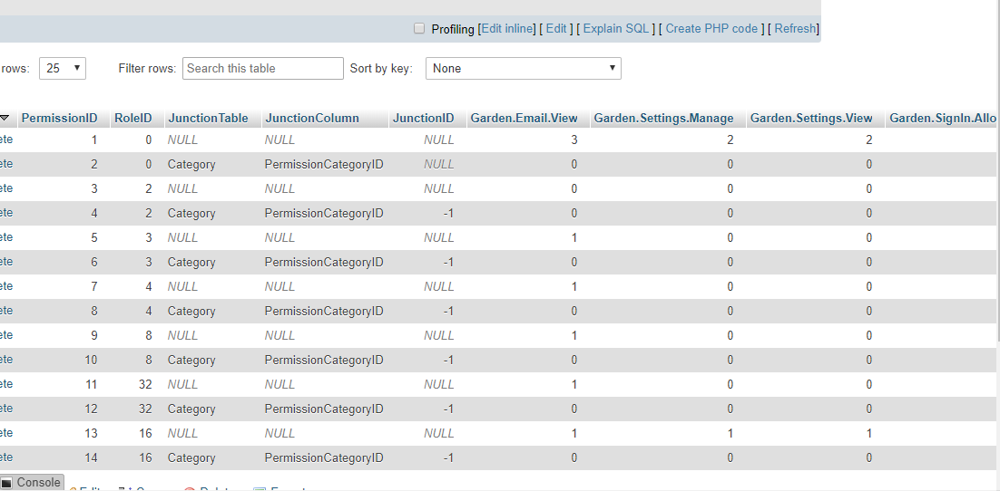 Profiling [Edit inline] [ Edit ] [ Explain SQL ] [ Create PHP code ] [ Refresh]
rows: 25 Filter rows: Search this table Sort by key: None
PermissionID RoleID JunctionTable JunctionColumn JunctionID Garden.Email.View Garden.Settings.Manage Garden.Settings.View Garden.SignIn.Allo
ete 1 0 NULL NULL NULL 3 2 2
ete 2 0 Category PermissionCategoryID NULL 0 0 0
ete 3 2 NULL NULL NULL 0 0 0
ete 4 2 Category PermissionCategoryID -1 0 0 0
ete 5 3 NULL NULL NULL 1 0 0
ete 6 3 Category PermissionCategoryID -1 0 0 0
ete 7 4 NULL NULL NULL 1 0 0
ete 8 4 Category PermissionCategoryID -1 0 0 0
ete 9 8 NULL NULL NULL 1 0 0
ete 10 8 Category PermissionCategoryID -1 0 0 0
ete 11 32 NULL NULL NULL 1 0 0
ete 12 32 Category PermissionCategoryID -1 0 0 0
ete 13 16 NULL NULL NULL 1 1 1
ete 14 16 Category PermissionCategoryID -1 0 0 0
Console